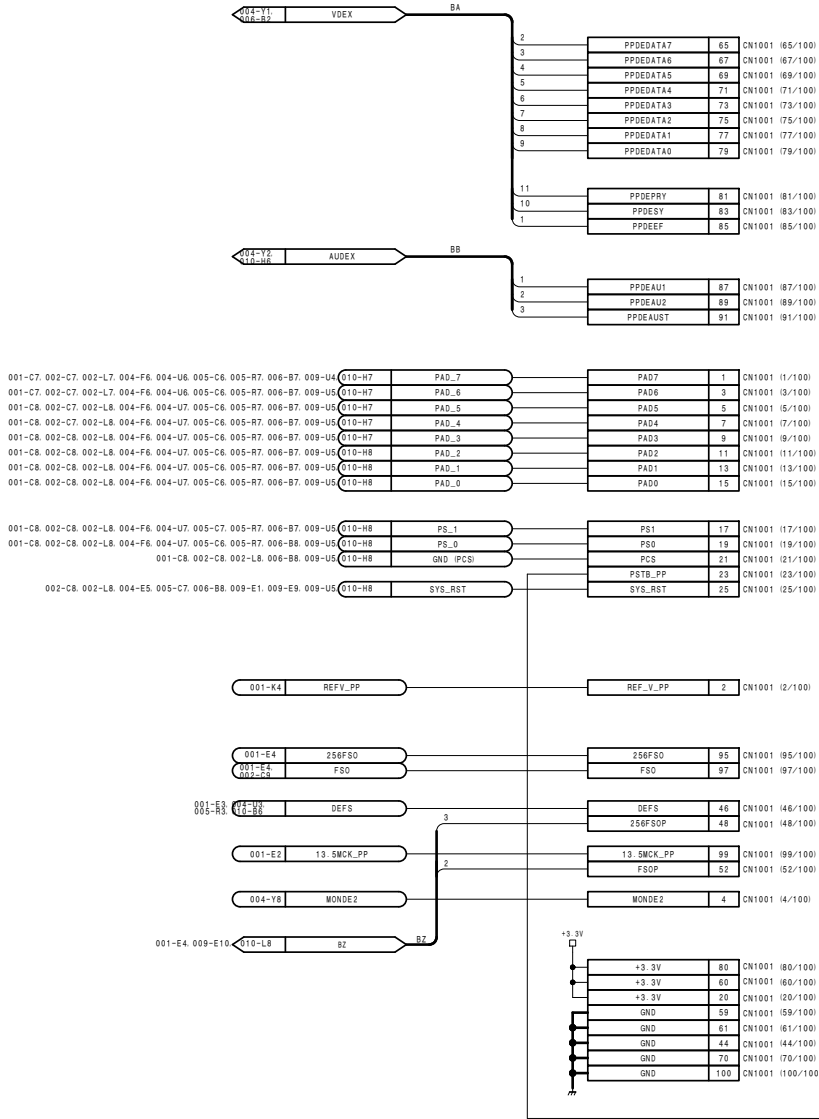 004-Y1.
006-B2 VDEX BA
2 PPDEDATA7 65 CN1001 (65/100)
3 PPDEDATA6 67 CN1001 (67/100)
4 PPDEDATA5 69 CN1001 (69/100)
5 PPDEDATA4 71 CN1001 (71/100)
6 PPDEDATA3 73 CN1001 (73/100)
7 PPDEDATA2 75 CN1001 (75/100)
8 PPDEDATA1 77 CN1001 (77/100)
9 PPDEDATA0 79 CN1001 (79/100)
11 PPDEPRY 81 CN1001 (81/100)
10 PPDESY 83 CN1001 (83/100)
1 PPDEEF 85 CN1001 (85/100)
004-Y2.
010-H6 AUDEX BB
1 PPDEAU1 87 CN1001 (87/100)
2 PPDEAU2 89 CN1001 (89/100)
3 PPDEAUST 91 CN1001 (91/100)
001-C7. 002-C7. 002-L7. 004-F6. 004-U6. 005-C6. 005-R7. 006-B7. 009-U4. 010-H7 PAD_7 PAD7 1 CN1001 (1/100)
001-C7. 002-C7. 002-L7. 004-F6. 004-U6. 005-C6. 005-R7. 006-B7. 009-U5. 010-H7 PAD_6 PAD6 3 CN1001 (3/100)
001-C8. 002-C7. 002-L8. 004-F6. 004-U7. 005-C6. 005-R7. 006-B7. 009-U5. 010-H7 PAD_5 PAD5 5 CN1001 (5/100)
001-C8. 002-C8. 002-L8. 004-F6. 004-U7. 005-C6. 005-R7. 006-B7. 009-U5. 010-H7 PAD_4 PAD4 7 CN1001 (7/100)
001-C8. 002-C8. 002-L8. 004-F6. 004-U7. 005-C6. 005-R7. 006-B7. 009-U5. 010-H7 PAD_3 PAD3 9 CN1001 (9/100)
001-C8. 002-C8. 002-L8. 004-F6. 004-U7. 005-C6. 005-R7. 006-B7. 009-U5. 010-H8 PAD_2 PAD2 11 CN1001 (11/100)
001-C8. 002-C8. 002-L8. 004-F6. 004-U7. 005-C6. 005-R7. 006-B7. 009-U5. 010-H8 PAD_1 PAD1 13 CN1001 (13/100)
001-C8. 002-C8. 002-L8. 004-F6. 004-U7. 005-C6. 005-R7. 006-B7. 009-U5. 010-H8 PAD_0 PAD0 15 CN1001 (15/100)
001-C8. 002-C8. 002-L8. 004-F6. 004-U7. 005-C7. 005-R7. 006-B7. 009-U5. 010-H8 PS_1 PS1 17 CN1001 (17/100)
001-C8. 002-C8. 002-L8. 004-F6. 004-U7. 005-C6. 005-R7. 006-B8. 009-U5. 010-H8 PS_0 PS0 19 CN1001 (19/100)
001-C8. 002-C8. 002-L8. 006-B8. 009-U5. 010-H8 GND (PCS) PCS 21 CN1001 (21/100)
PSTB_PP 23 CN1001 (23/100)
002-C8. 002-L8. 004-E5. 005-C7. 006-B8. 009-E1. 009-E9. 009-U5. 010-H8 SYS_RST SYS_RST 25 CN1001 (25/100)
001-K4 REFV_PP REF_V_PP 2 CN1001 (2/100)
001-E4 256FSO 256FSO 95 CN1001 (95/100)
001-E4.
002-C9 FSO FSO 97 CN1001 (97/100)
001-E3. 004-U3.
005-R3. 010-B6 DEFS DEFS 46 CN1001 (46/100)
3 256FSOP 48 CN1001 (48/100)
001-E2 13.5MCK_PP 13.5MCK_PP 99 CN1001 (99/100)
2 FSOP 52 CN1001 (52/100)
004-Y8 MONDE2 MONDE2 4 CN1001 (4/100)
001-E4. 009-E10. 010-L8 BZ BZ
+3.3V
+3.3V 80 CN1001 (80/100)
+3.3V 60 CN1001 (60/100)
+3.3V 20 CN1001 (20/100)
GND 59 CN1001 (59/100)
GND 61 CN1001 (61/100)
GND 44 CN1001 (44/100)
GND 70 CN1001 (70/100)
GND 100 CN1001 (100/100